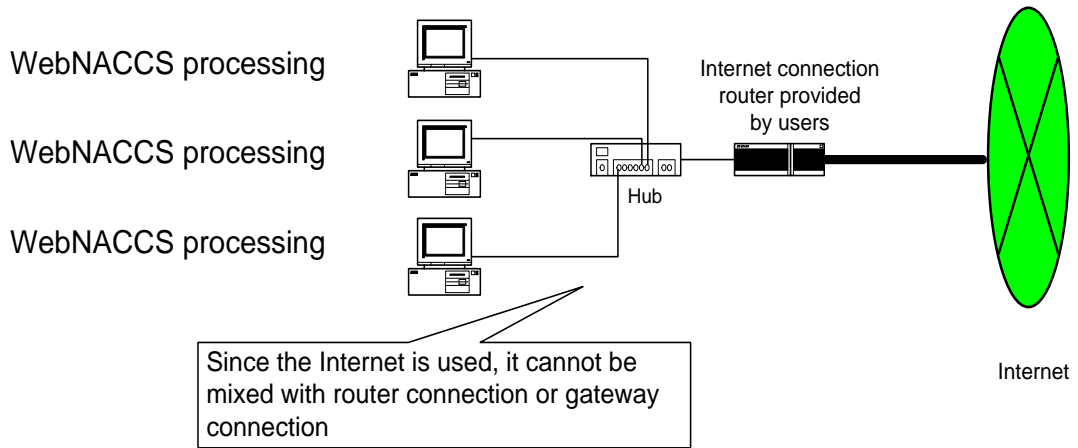 WebNACCS processing
Internet connection
router provided
by users
WebNACCS processing
Hub
WebNACCS processing
Since the Internet is used, it cannot be
mixed with router connection or gateway
connection
Internet